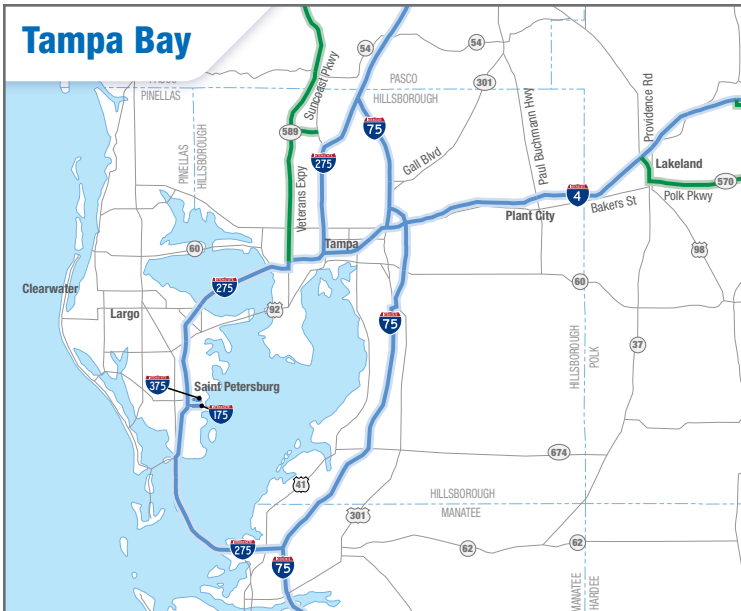 Tampa Bay
54
54
Suncoast Pkwy
301
PASCO
PASCO
PINELLAS
HILLSBOROUGH
Providence Rd
PINELLAS
HILLSBOROUGH
589
75
Paul Buchmann Hwy
275
Gall Blvd
Lakeland
570
Polk Pkwy
4
Bakers St
Plant City
Veterans Expy
Tampa
60
98
Clearwater
275
60
Largo
92
75
37
HILLSBOROUGH
POLK
375
Saint Petersburg
175
674
41
HILLSBOROUGH
MANATEE
301
275
62
62
75
MANATEE
HARDEE